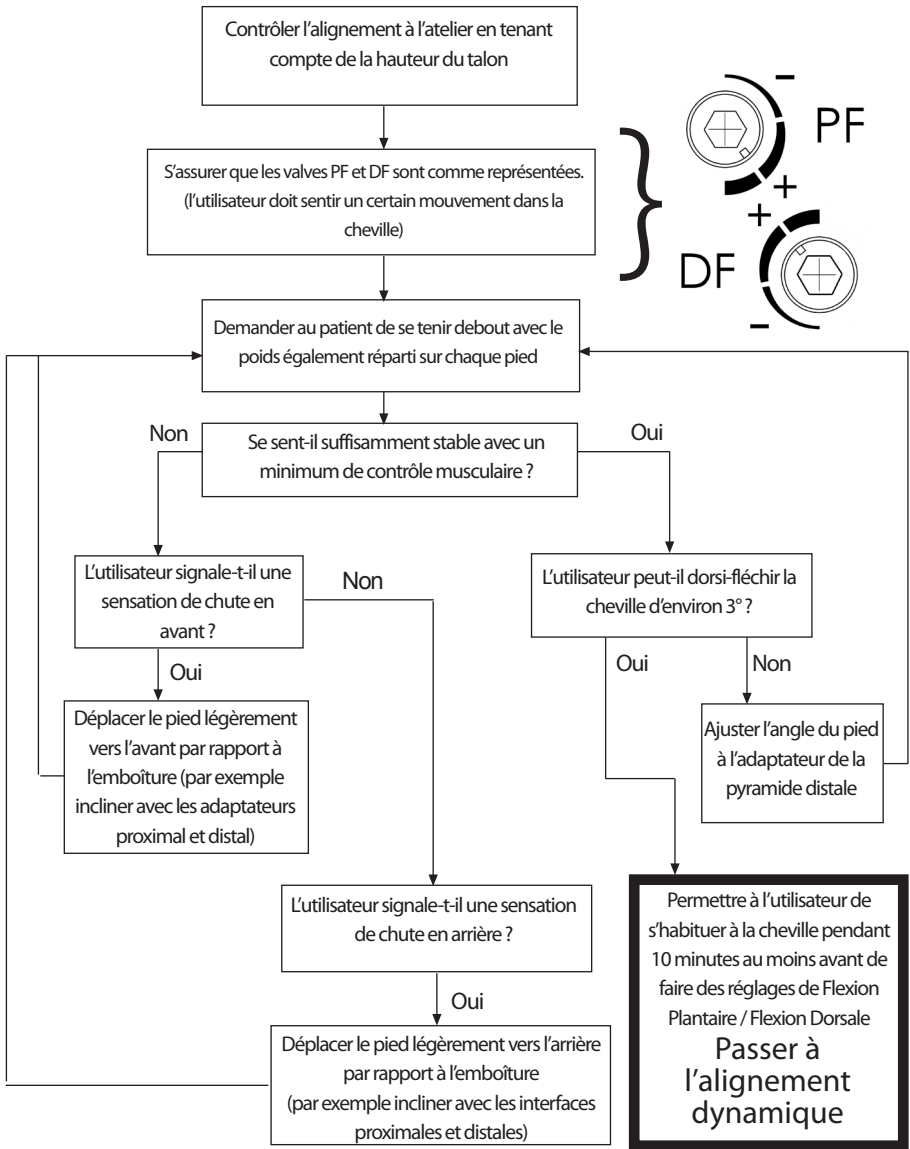 Contrôler l'alignement à l'atelier en tenant
compte de la hauteur du talon
S'assurer que les valves PF et DF sont comme représentées.
(l'utilisateur doit sentir un certain mouvement dans la
cheville)
-
PF
+
+
DF
-
Demander au patient de se tenir debout avec le
poids également réparti sur chaque pied
Non
Se sent-il suffisamment stable avec un
minimum de contrôle musculaire ?
Oui
L'utilisateur signale-t-il une
sensation de chute en
avant ?
Non
L'utilisateur peut-il dorsi-fléchir la
cheville d'environ 3° ?
Oui
Oui
Non
Déplacer le pied légèrement
vers l'avant par rapport à
l'emboîture (par exemple
incliner avec les adaptateurs
proximal et distal)
Ajuster l'angle du pied
à l'adaptateur de la
pyramide distale
L'utilisateur signale-t-il une sensation
de chute en arrière ?
Oui
Déplacer le pied légèrement vers l'arrière
par rapport à l'emboîture
(par exemple incliner avec les interfaces
proximales et distales)
Permettre à l'utilisateur de
s'habituer à la cheville pendant
10 minutes au moins avant de
faire des réglages de Flexion
Plantaire / Flexion Dorsale
Passer à
l'alignement
dynamique